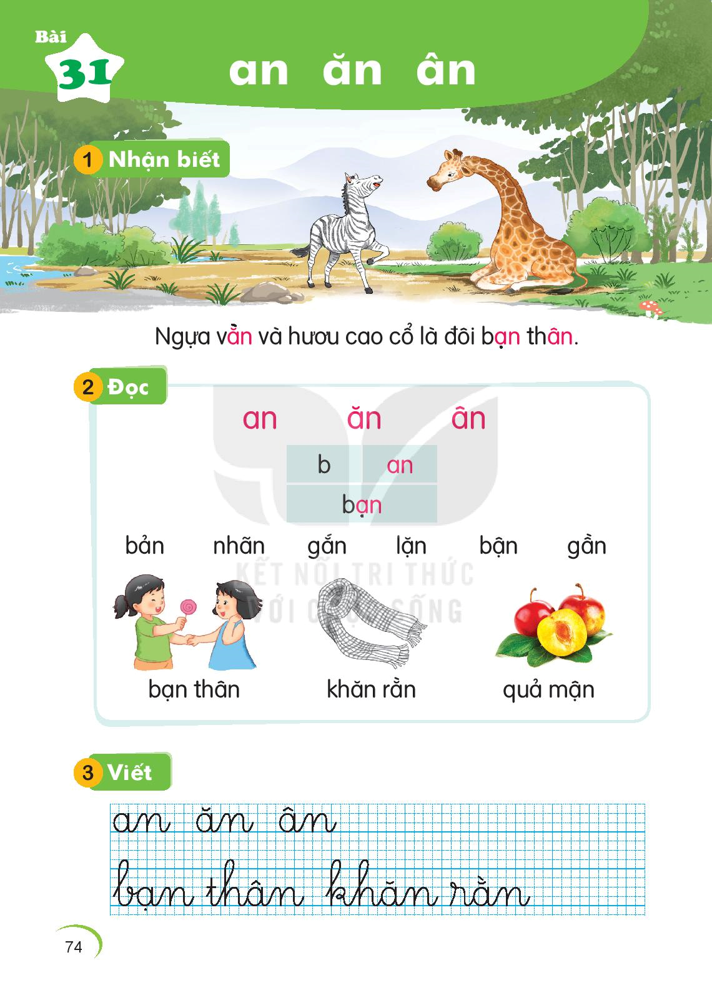 Bài
31
an ăn ân
1 Nhận biết
Ngựa vằn và hươu cao cổ là đôi bạn thân.
2 Đọc
an ăn ân
b an
bạn
bản nhãn gắn lặn bận gần
KẾT NỐI TRI THỨC
VỚI CUỘC SỐNG
bạn thân khăn rằn quả mận
3 Viết
an ăn ân
bạn thân khăn rằn
74